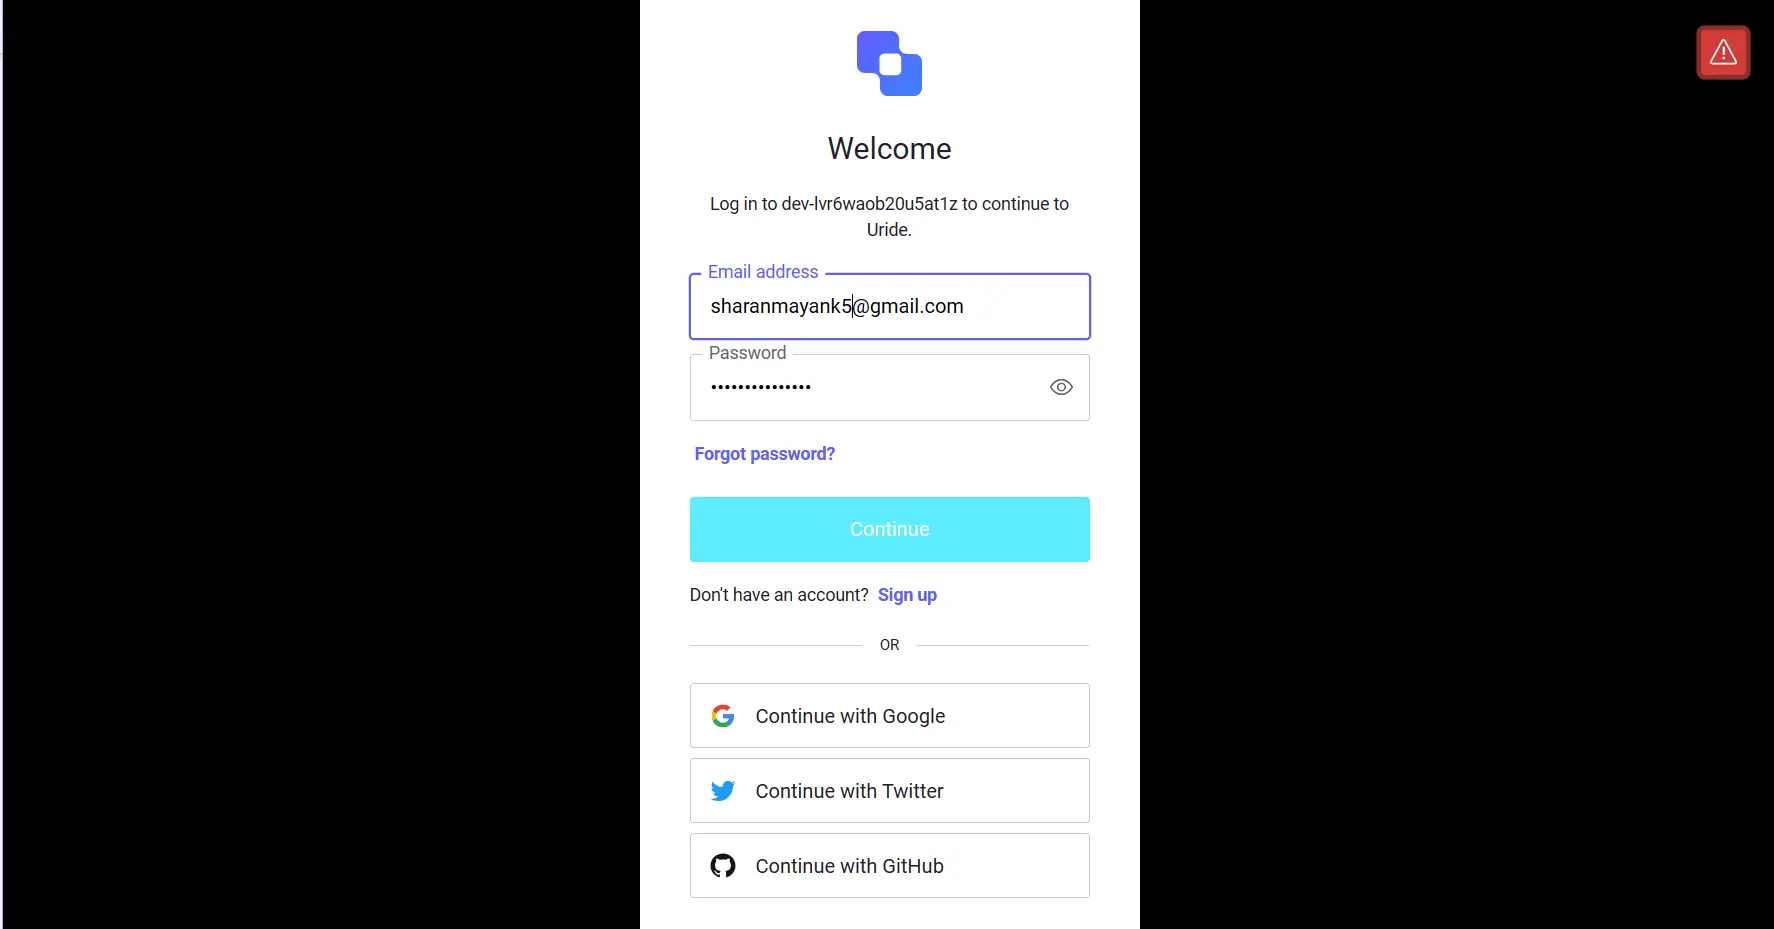 Welcome
Log in to dev-lvr6waob20u5at1z to continue to
Uride.
Email address
sharanmayank5@gmail.com
Password
•••••••••••••••
Forgot password?
Continue
Don't have an account? Sign up
OR
Continue with Google
Continue with Twitter
Continue with GitHub